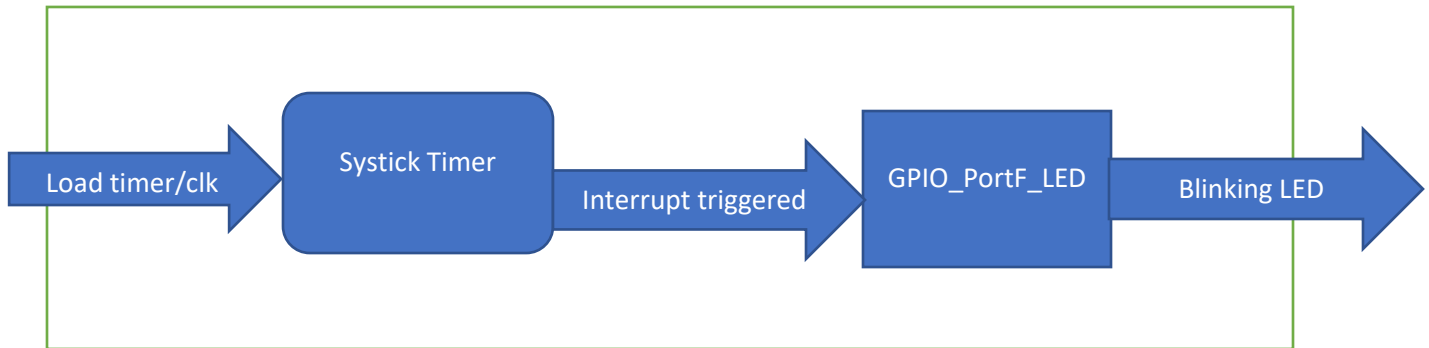 Load timer/clk
Systick Timer
Interrupt triggered
GPIO_PortF_LED
Blinking LED